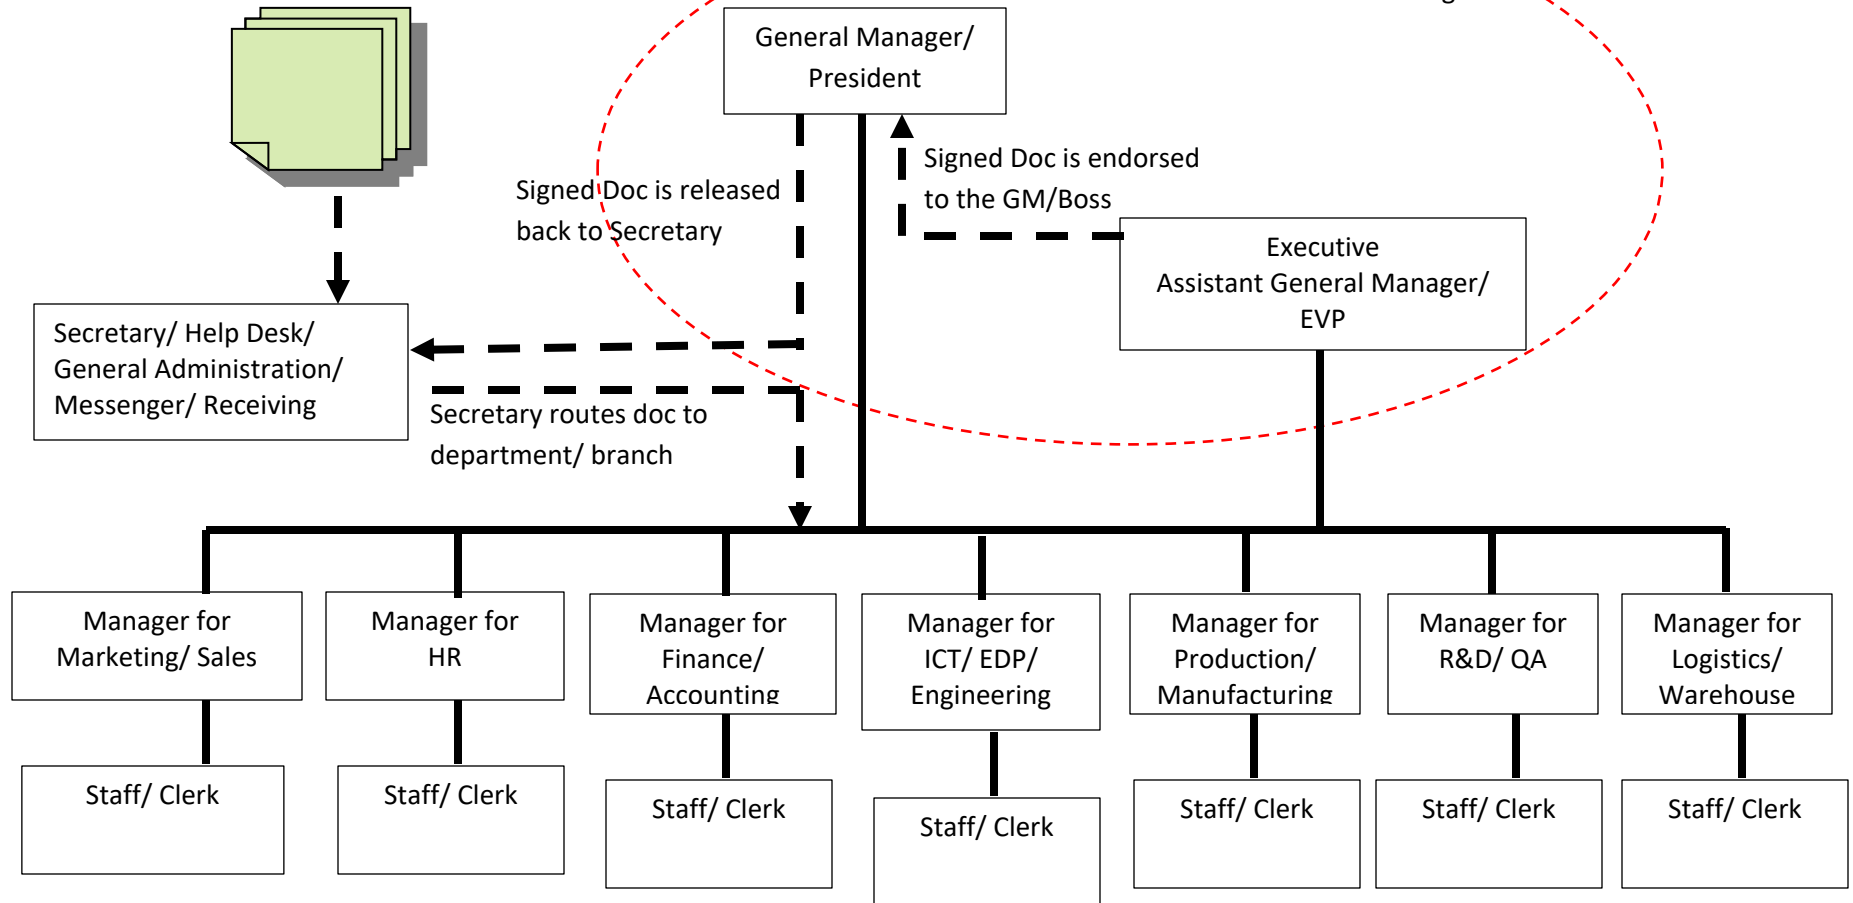 General Manager/
President
Signed Doc is endorsed
to the GM/Boss
Signed Doc is released
back to Secretary
Executive
Assistant General Manager/
EVP
Secretary/ Help Desk/
General Administration/
Messenger/ Receiving
Secretary routes doc to
department/ branch
Manager for
Marketing/ Sales
Manager for
HR
Manager for
Finance/
Accounting
Manager for
ICT/ EDP/
Engineering
Manager for
Production/
Manufacturing
Manager for
R&D/ QA
Manager for
Logistics/
Warehouse
Staff/ Clerk
Staff/ Clerk
Staff/ Clerk
Staff/ Clerk
Staff/ Clerk
Staff/ Clerk
Staff/ Clerk